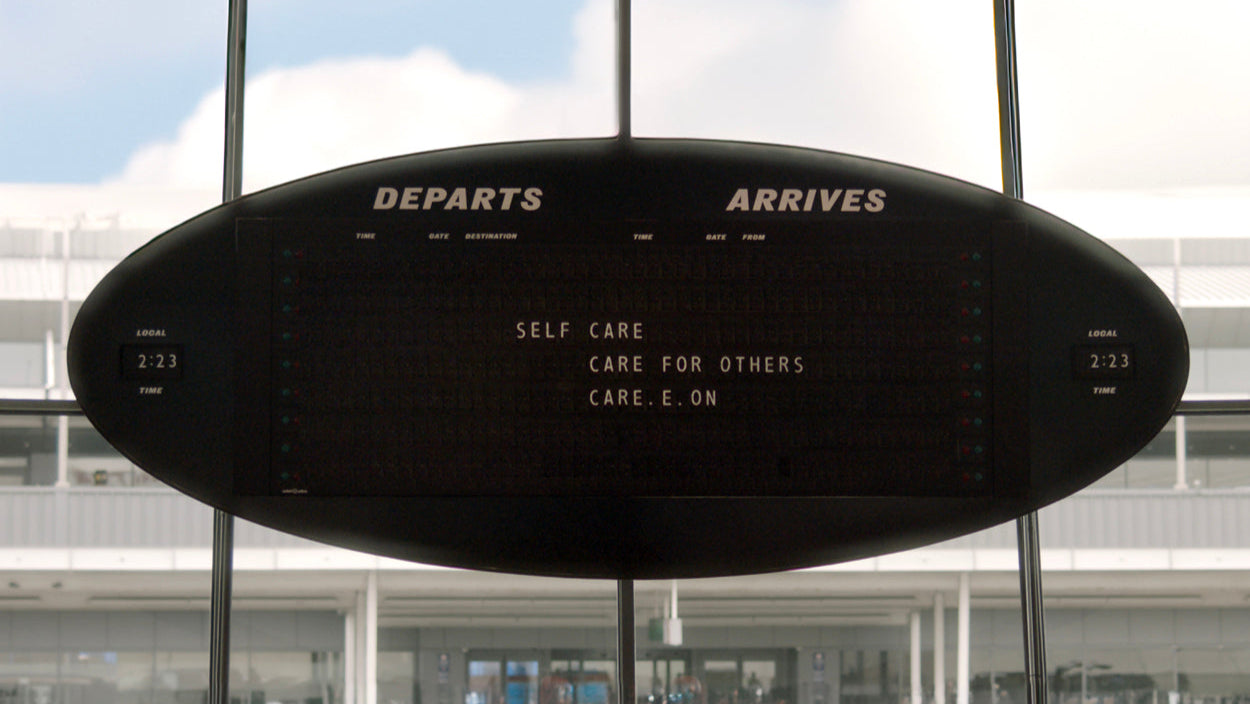 DEPARTS ARRIVES
TIME GATE DESTINATION TIME GATE FROM
SELF CARE
LOCAL LOCAL
2:23 CARE FOR OTHERS 2:23
TIME TIME
CARE.E.ON